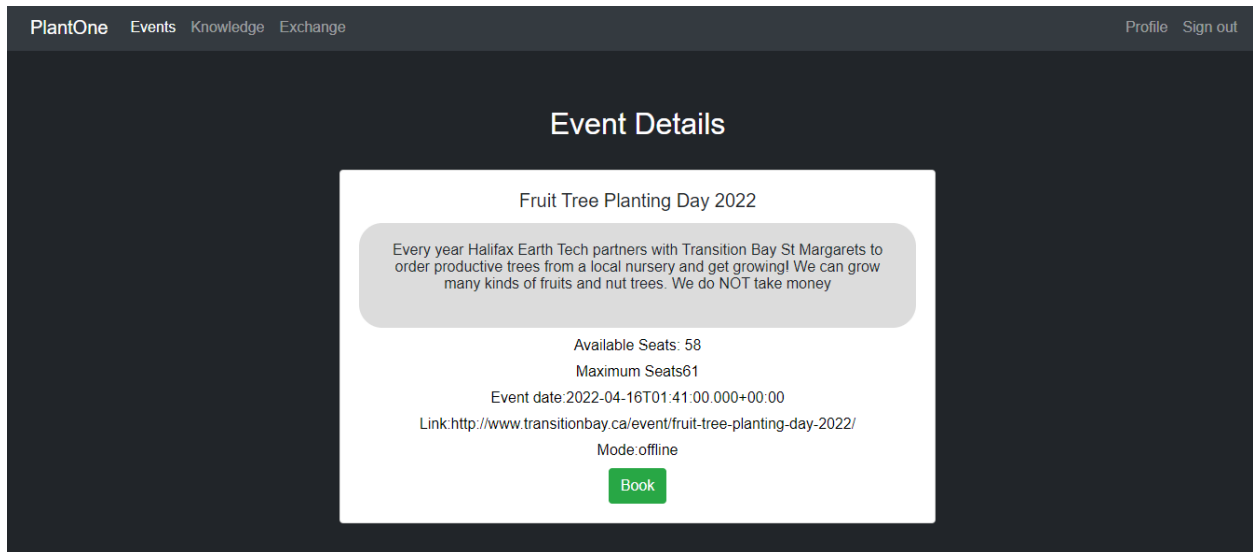 PlantOne Events Knowledge Exchange Profile Sign out
Event Details
Fruit Tree Planting Day 2022
Every year Halifax Earth Tech partners with Transition Bay St Margarets to
order productive trees from a local nursery and get growing! We can grow
many kinds of fruits and nut trees. We do NOT take money
Available Seats: 58
Maximum Seats61
Event date:2022-04-16T01:41:00.000+00:00
Link:http://www.transitionbay.ca/event/fruit-tree-planting-day-2022/
Mode:offline
Book